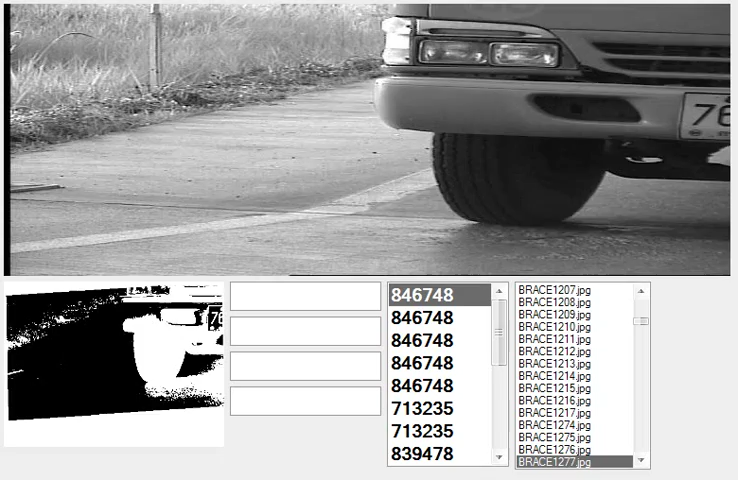 76
76
846748
846748
846748
846748
846748
713235
713235
839478
BRACE1207.jpg
BRACE1208.jpg
BRACE1209.jpg
BRACE1210.jpg
BRACE1211.jpg
BRACE1212.jpg
BRACE1213.jpg
BRACE1214.jpg
BRACE1215.jpg
BRACE1216.jpg
BRACE1217.jpg
BRACE1274.jpg
BRACE1275.jpg
BRACE1276.jpg
BRACE1277.jpg